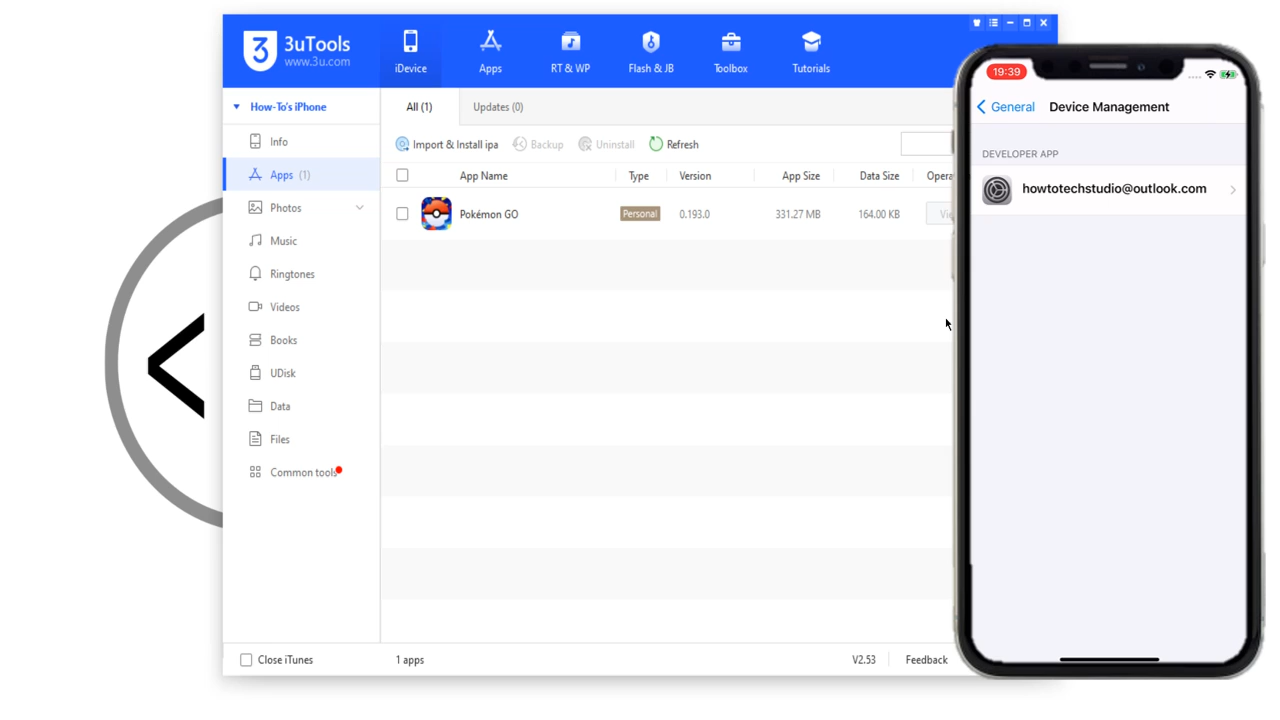 3 3uTools
www.3u.com
iDevice
Apps
RT & WP
Flash & JB
Toolbox
Tutorials
How-To's iPhone
Info
Apps (1)
Photos
Music
Ringtones
Videos
Books
UDisk
Data
Files
Common tools
Close iTunes
All (1)
Updates (0)
Import & Install ipa
Backup
Uninstall
Refresh
App Name
Type
Version
App Size
Data Size
Pokémon GO
Personal
0.193.0
331.27 MB
164.00 KB
1 apps
V2.53
Feedback
19:39
General
Device Management
DEVELOPER APP
howtotechstudio@outlook.com